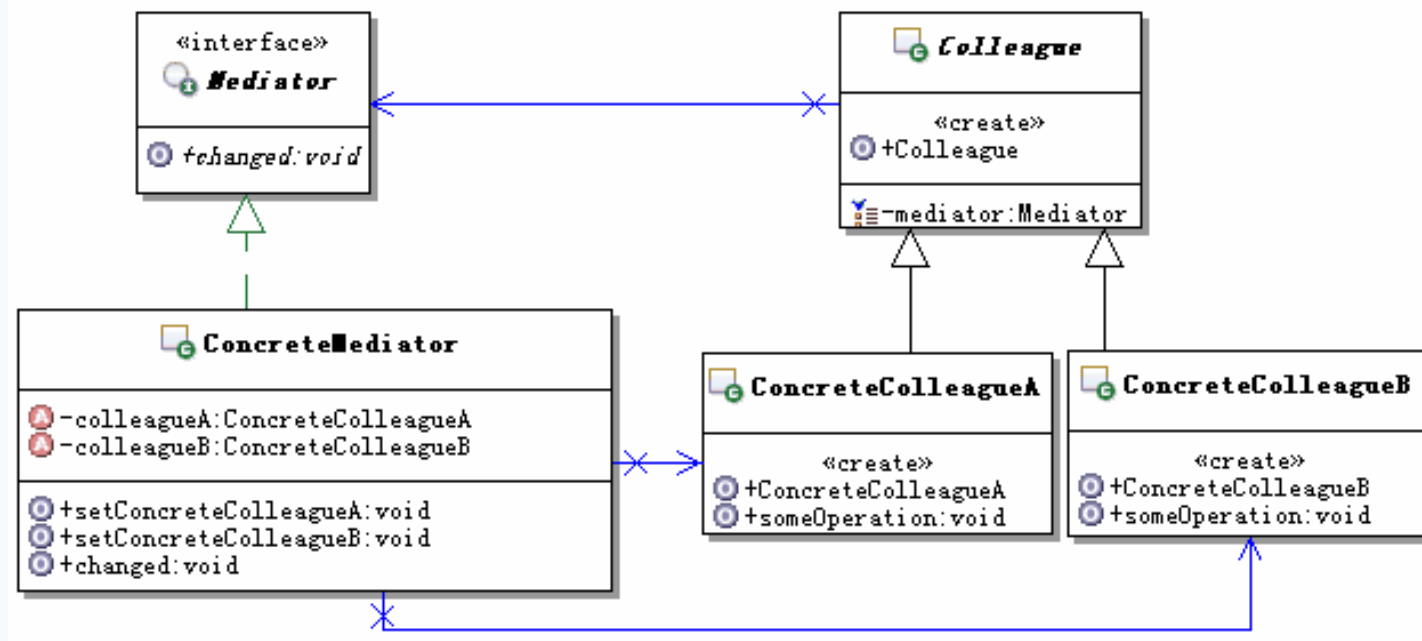 «interface»
Mediator
+changed:void
Colleague
«create»
+Colleague
-mediator:Mediator
ConcreteMediator
-colleagueA:ConcreteColleagueA
-colleagueB:ConcreteColleagueB
+setConcreteColleagueA:void
+setConcreteColleagueB:void
+changed:void
ConcreteColleagueA
«create»
+ConcreteColleagueA
+someOperation:void
ConcreteColleagueB
«create»
+ConcreteColleagueB
+someOperation:void